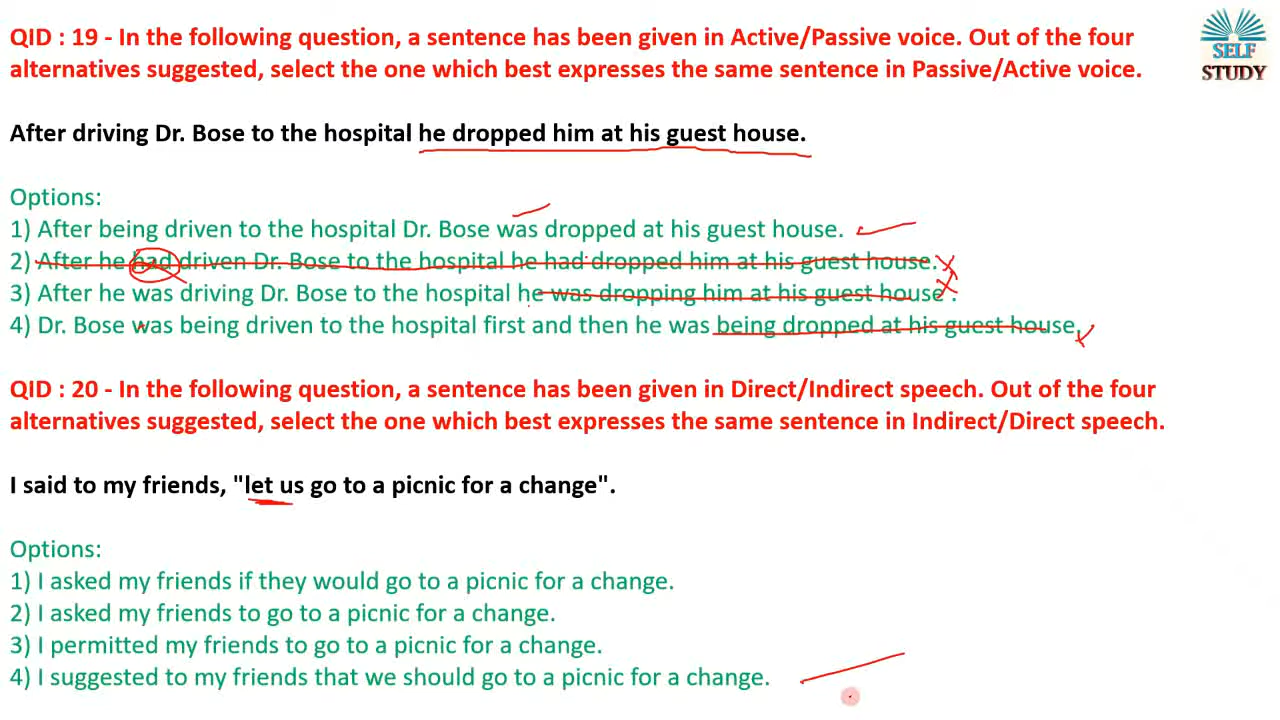 QID : 19 - In the following question, a sentence has been given in Active/Passive voice. Out of the four
alternatives suggested, select the one which best expresses the same sentence in Passive/Active voice.
SELF
STUDY
After driving Dr. Bose to the hospital he dropped him at his guest house.
Options:
1) After being driven to the hospital Dr. Bose was dropped at his guest house.
2) After he had driven Dr. Bose to the hospital he had dropped him at his guest house.
3) After he was driving Dr. Bose to the hospital he was dropping him at his guest house .
4) Dr. Bose was being driven to the hospital first and then he was being dropped at his guest house.
QID : 20 - In the following question, a sentence has been given in Direct/Indirect speech. Out of the four
alternatives suggested, select the one which best expresses the same sentence in Indirect/Direct speech.
I said to my friends, "let us go to a picnic for a change".
Options:
1) I asked my friends if they would go to a picnic for a change.
2) I asked my friends to go to a picnic for a change.
3) I permitted my friends to go to a picnic for a change.
4) I suggested to my friends that we should go to a picnic for a change.